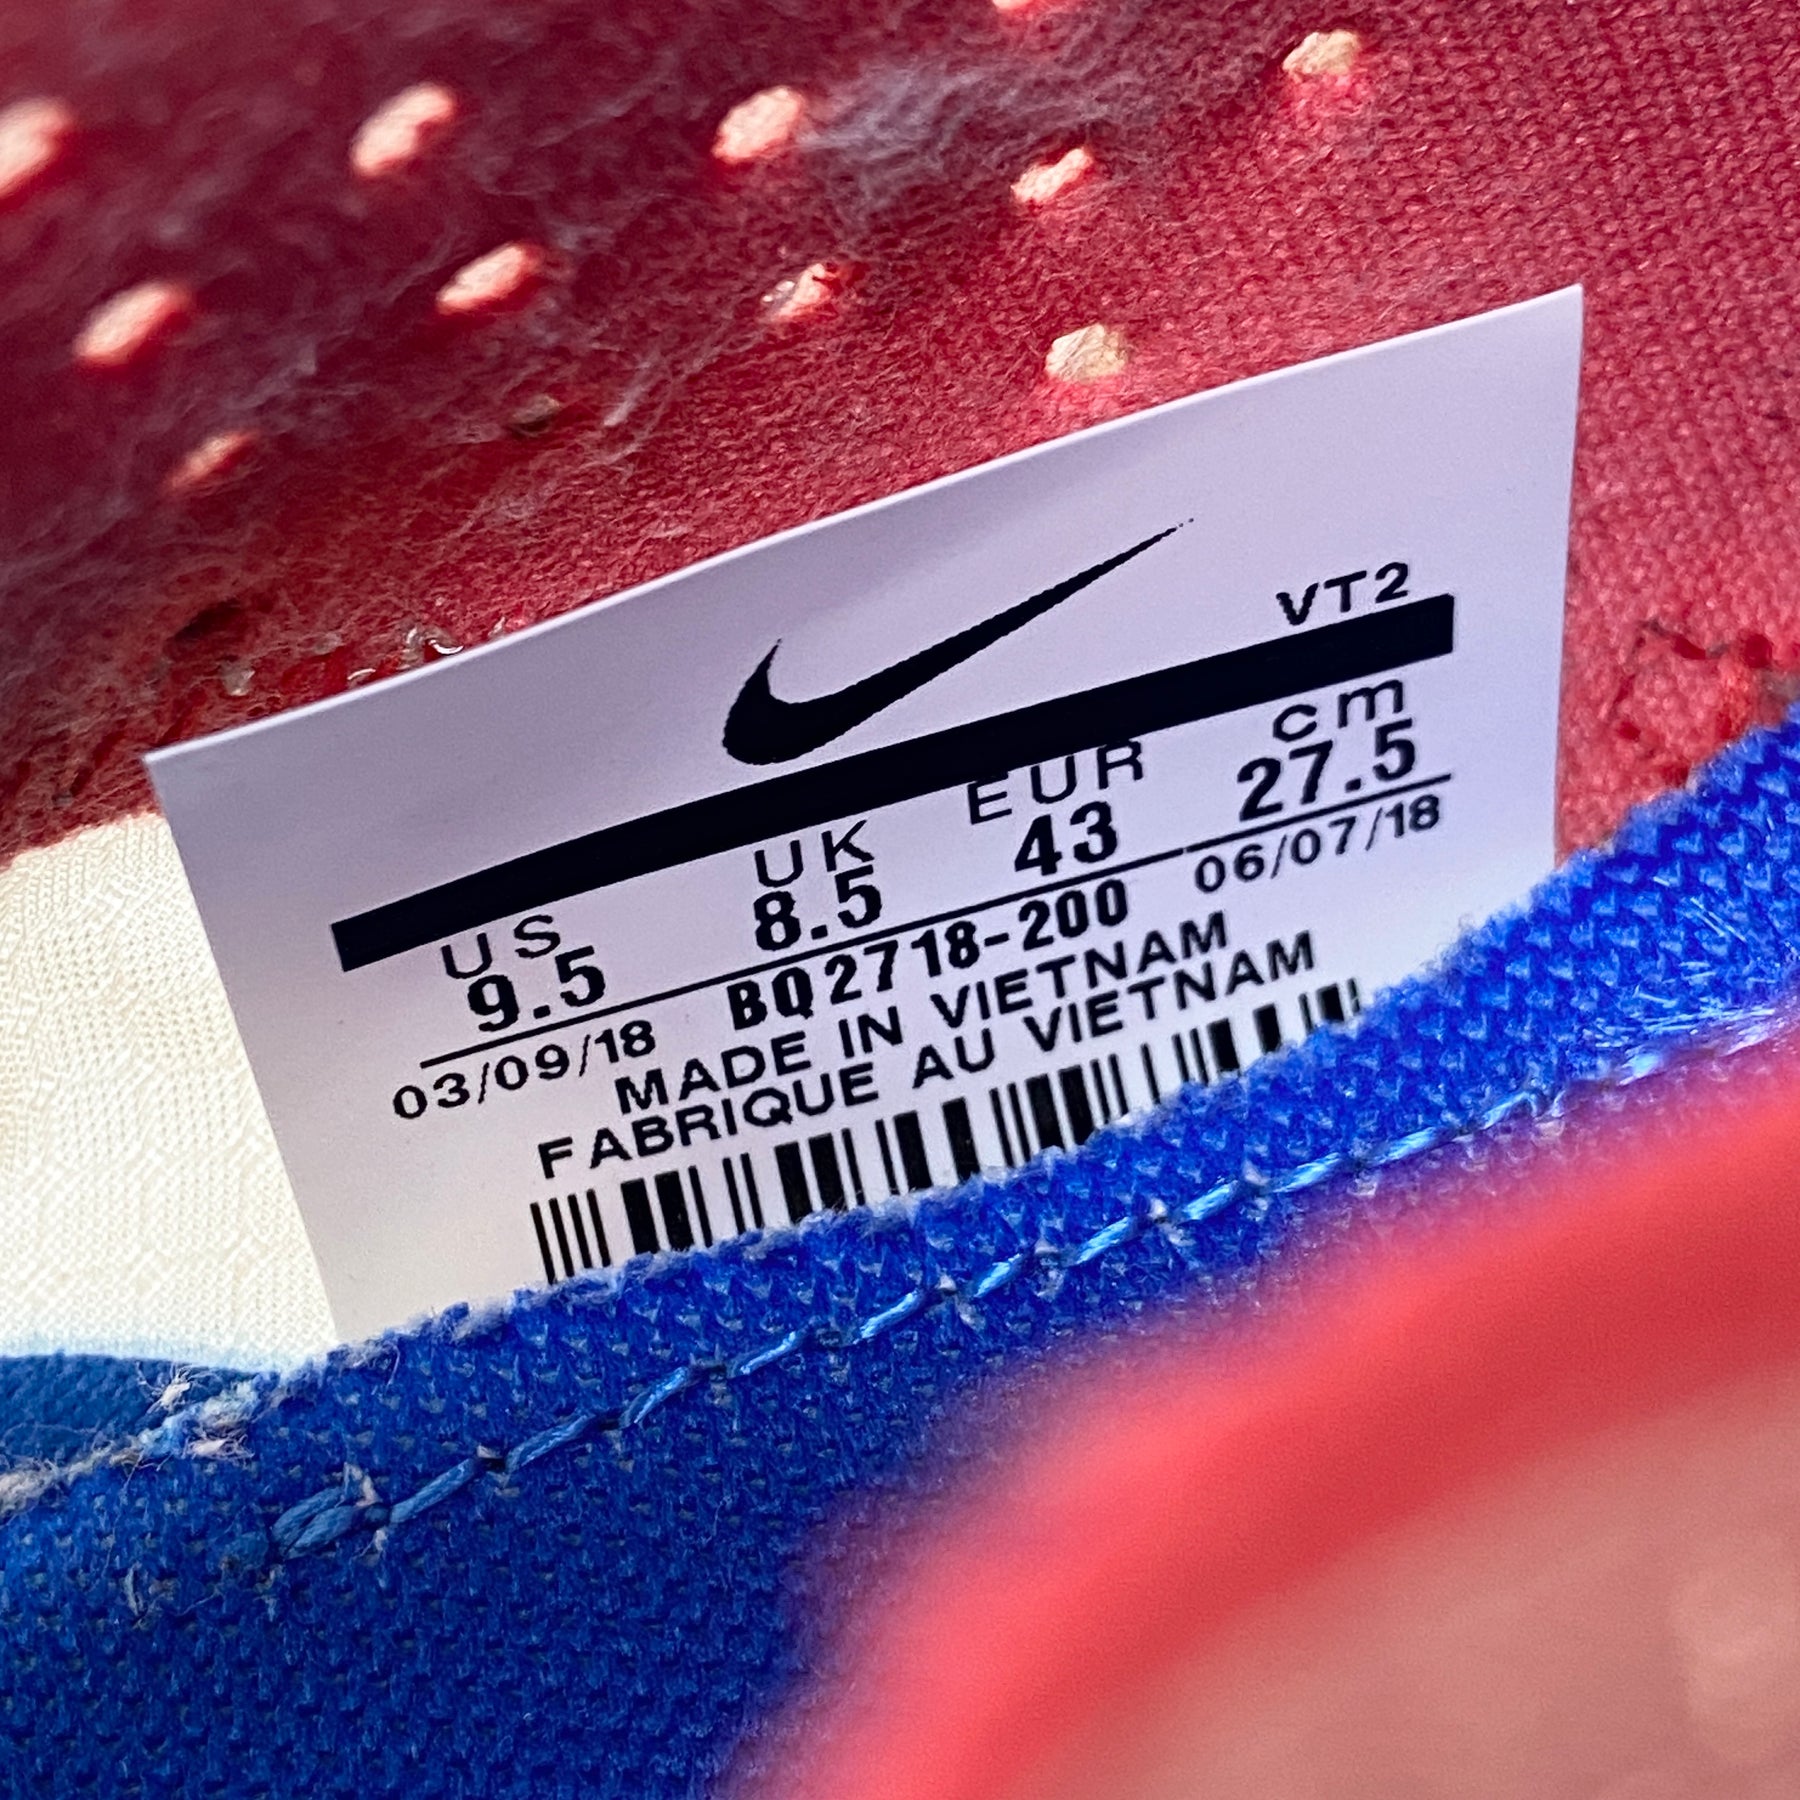 VT2
US UK EUR cm
9.5 8.5 43 27.5
03/09/18 BQ2718-200 06/07/18
MADE IN VIETNAM
FABRIQUE AU VIETNAM